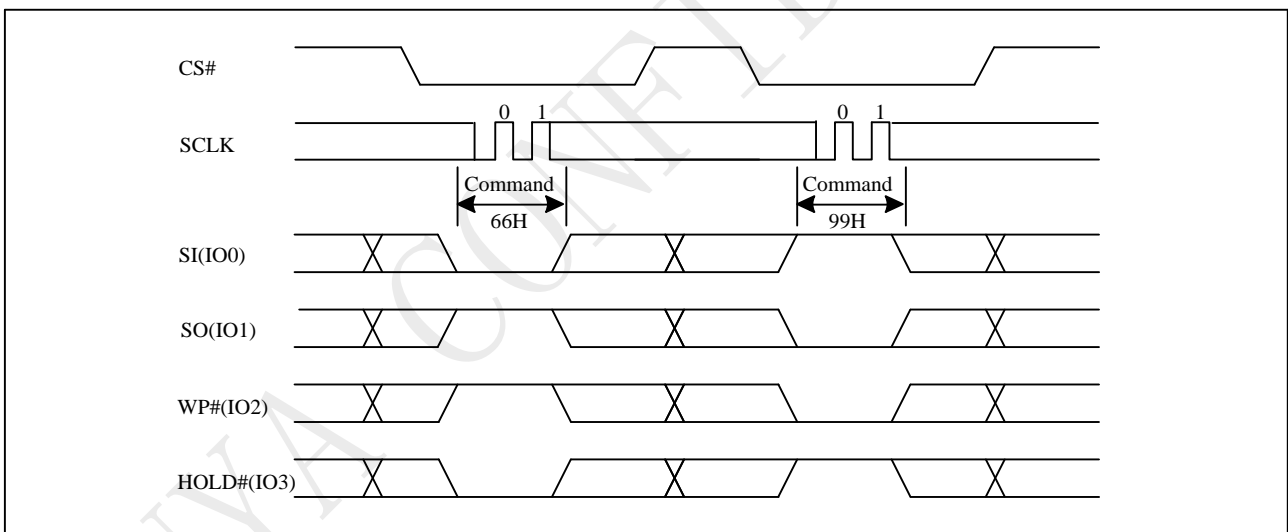 CS#
0 1 0 1
SCLK
Command Command
66H 99H
SI(IO0)
SO(IO1)
WP#(IO2)
HOLD#(IO3)